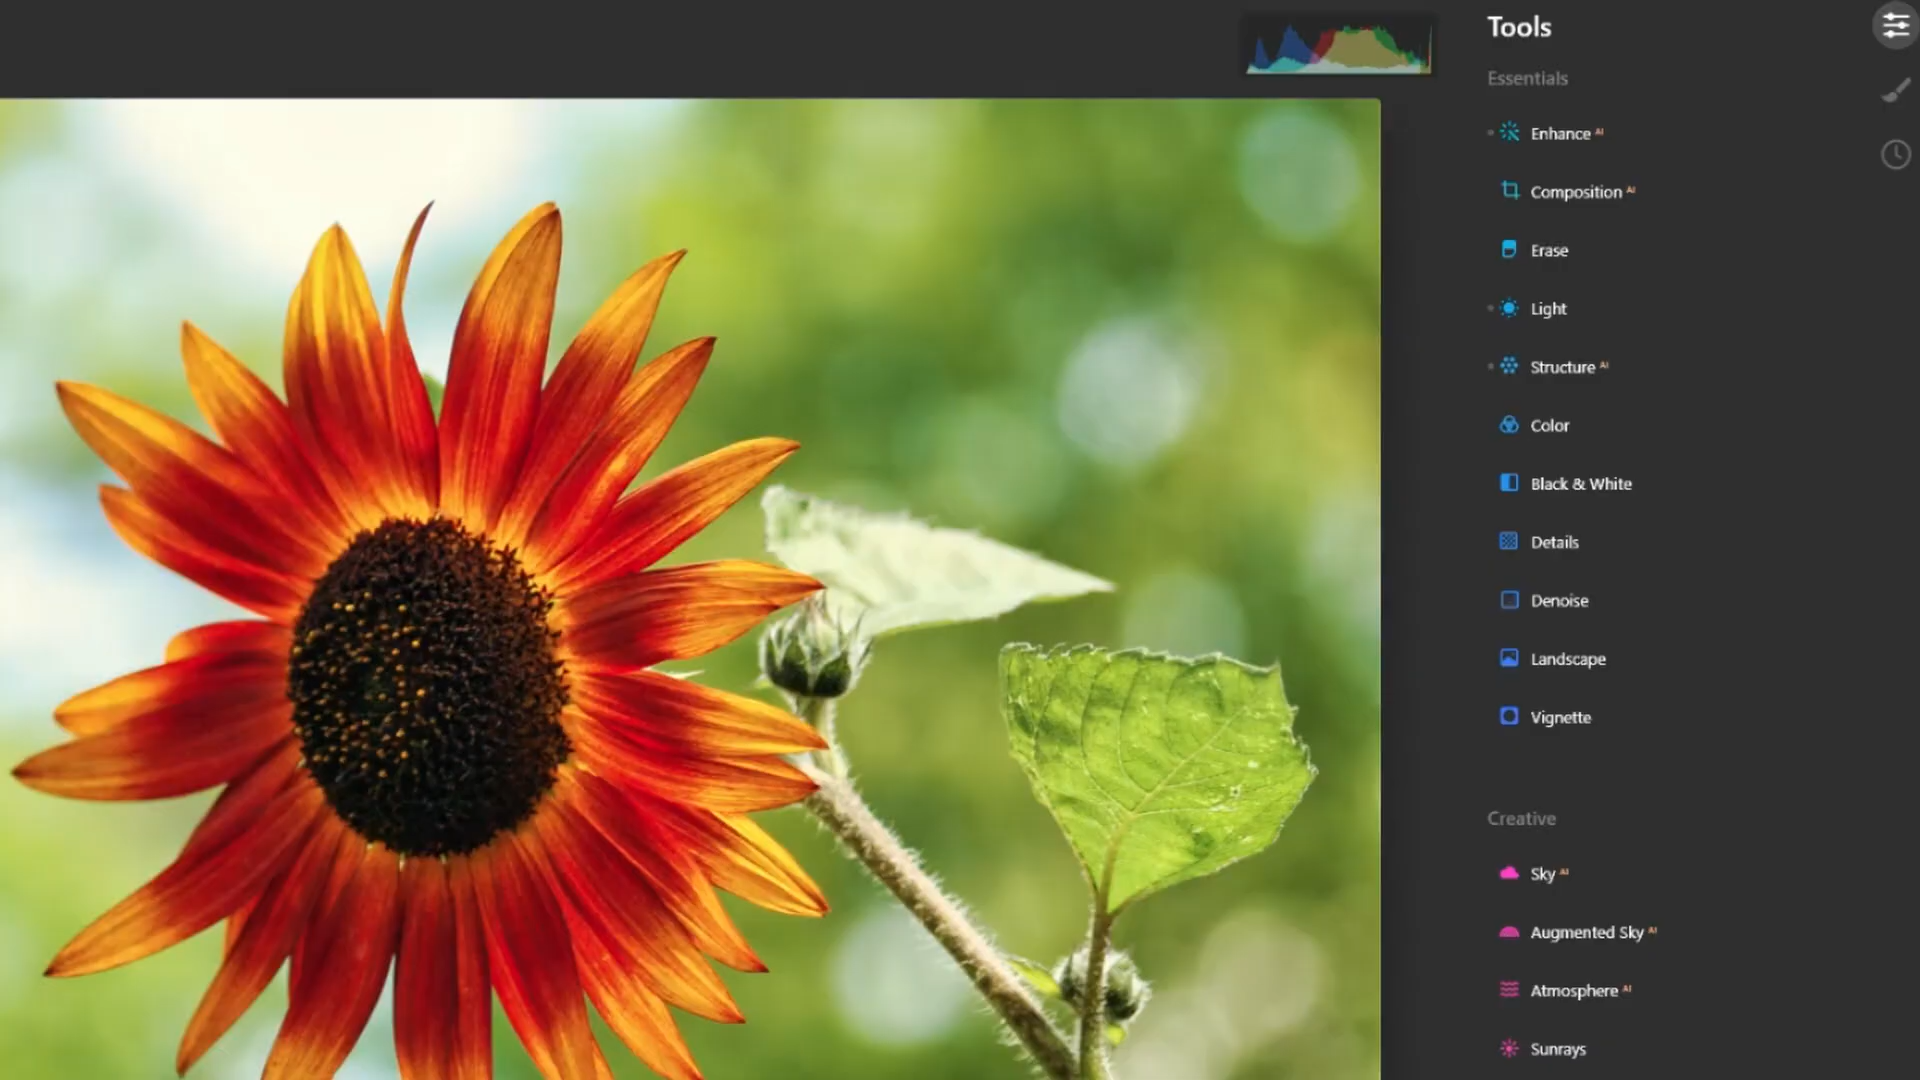 Tools
Essentials
Enhance AI
Composition AI
Erase
Light
Structure AI
Color
Black & White
Details
Denoise
Landscape
Vignette
Creative
Sky AI
Augmented Sky AI
Atmosphere AI
Sunrays